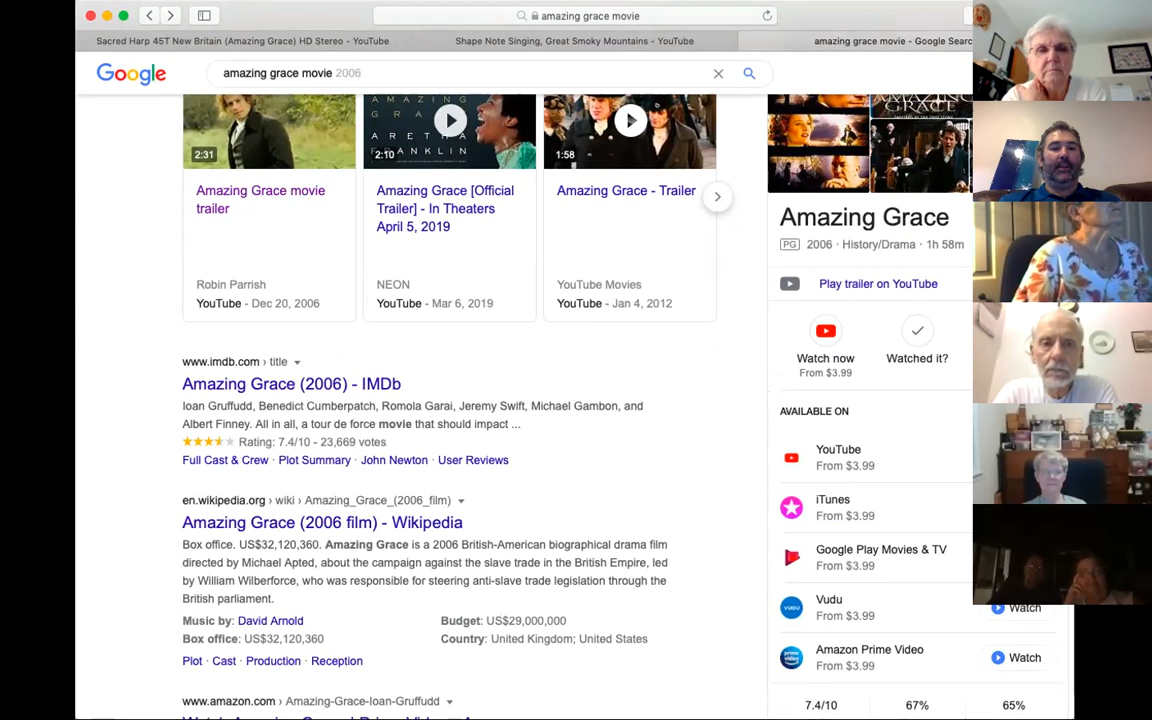 amazing grace movie
Sacred Harp 45T New Britain (Amazing Grace) HD Stereo - YouTube
Shape Note Singing, Great Smoky Mountains - YouTube
amazing grace movie - Google Searc
Google
amazing grace movie 2006
2:31
AMAZING
GRA
ARETHA
FRANKLIN
2:10
1:58
GRACE
Amazing Grace movie
trailer
Amazing Grace [Official
Trailer] - In Theaters
April 5, 2019
Amazing Grace - Trailer
Robin Parrish
YouTube - Dec 20, 2006
NEON
YouTube - Mar 6, 2019
YouTube Movies
YouTube - Jan 4, 2012
www.imdb.com › title
Amazing Grace (2006) - IMDb
Ioan Gruffudd, Benedict Cumberpatch, Romola Garai, Jeremy Swift, Michael Gambon, and
Albert Finney. All in all, a tour de force movie that should impact ...
Rating: 7.4/10 - 23,669 votes
Full Cast & Crew · Plot Summary · John Newton · User Reviews
en.wikipedia.org › wiki › Amazing_Grace_(2006_film)
Amazing Grace (2006 film) - Wikipedia
Box office. US$32,120,360. Amazing Grace is a 2006 British-American biographical drama film
directed by Michael Apted, about the campaign against the slave trade in the British Empire, led
by William Wilberforce, who was responsible for steering anti-slave trade legislation through the
British parliament.
Music by: David Arnold
Budget: US$29,000,000
Box office: US$32,120,360
Country: United Kingdom; United States
Plot · Cast · Production · Reception
www.amazon.com › Amazing-Grace-Ioan-Gruffudd
Amazing Grace
PG 2006 · History/Drama · 1h 58m
Play trailer on YouTube
Watch now
From $3.99
Watched it?
AVAILABLE ON
YouTube
From $3.99
iTunes
From $3.99
Google Play Movies & TV
From $3.99
Vudu
From $3.99
Watch
Amazon Prime Video
From $3.99
Watch
7.4/10 67% 65%